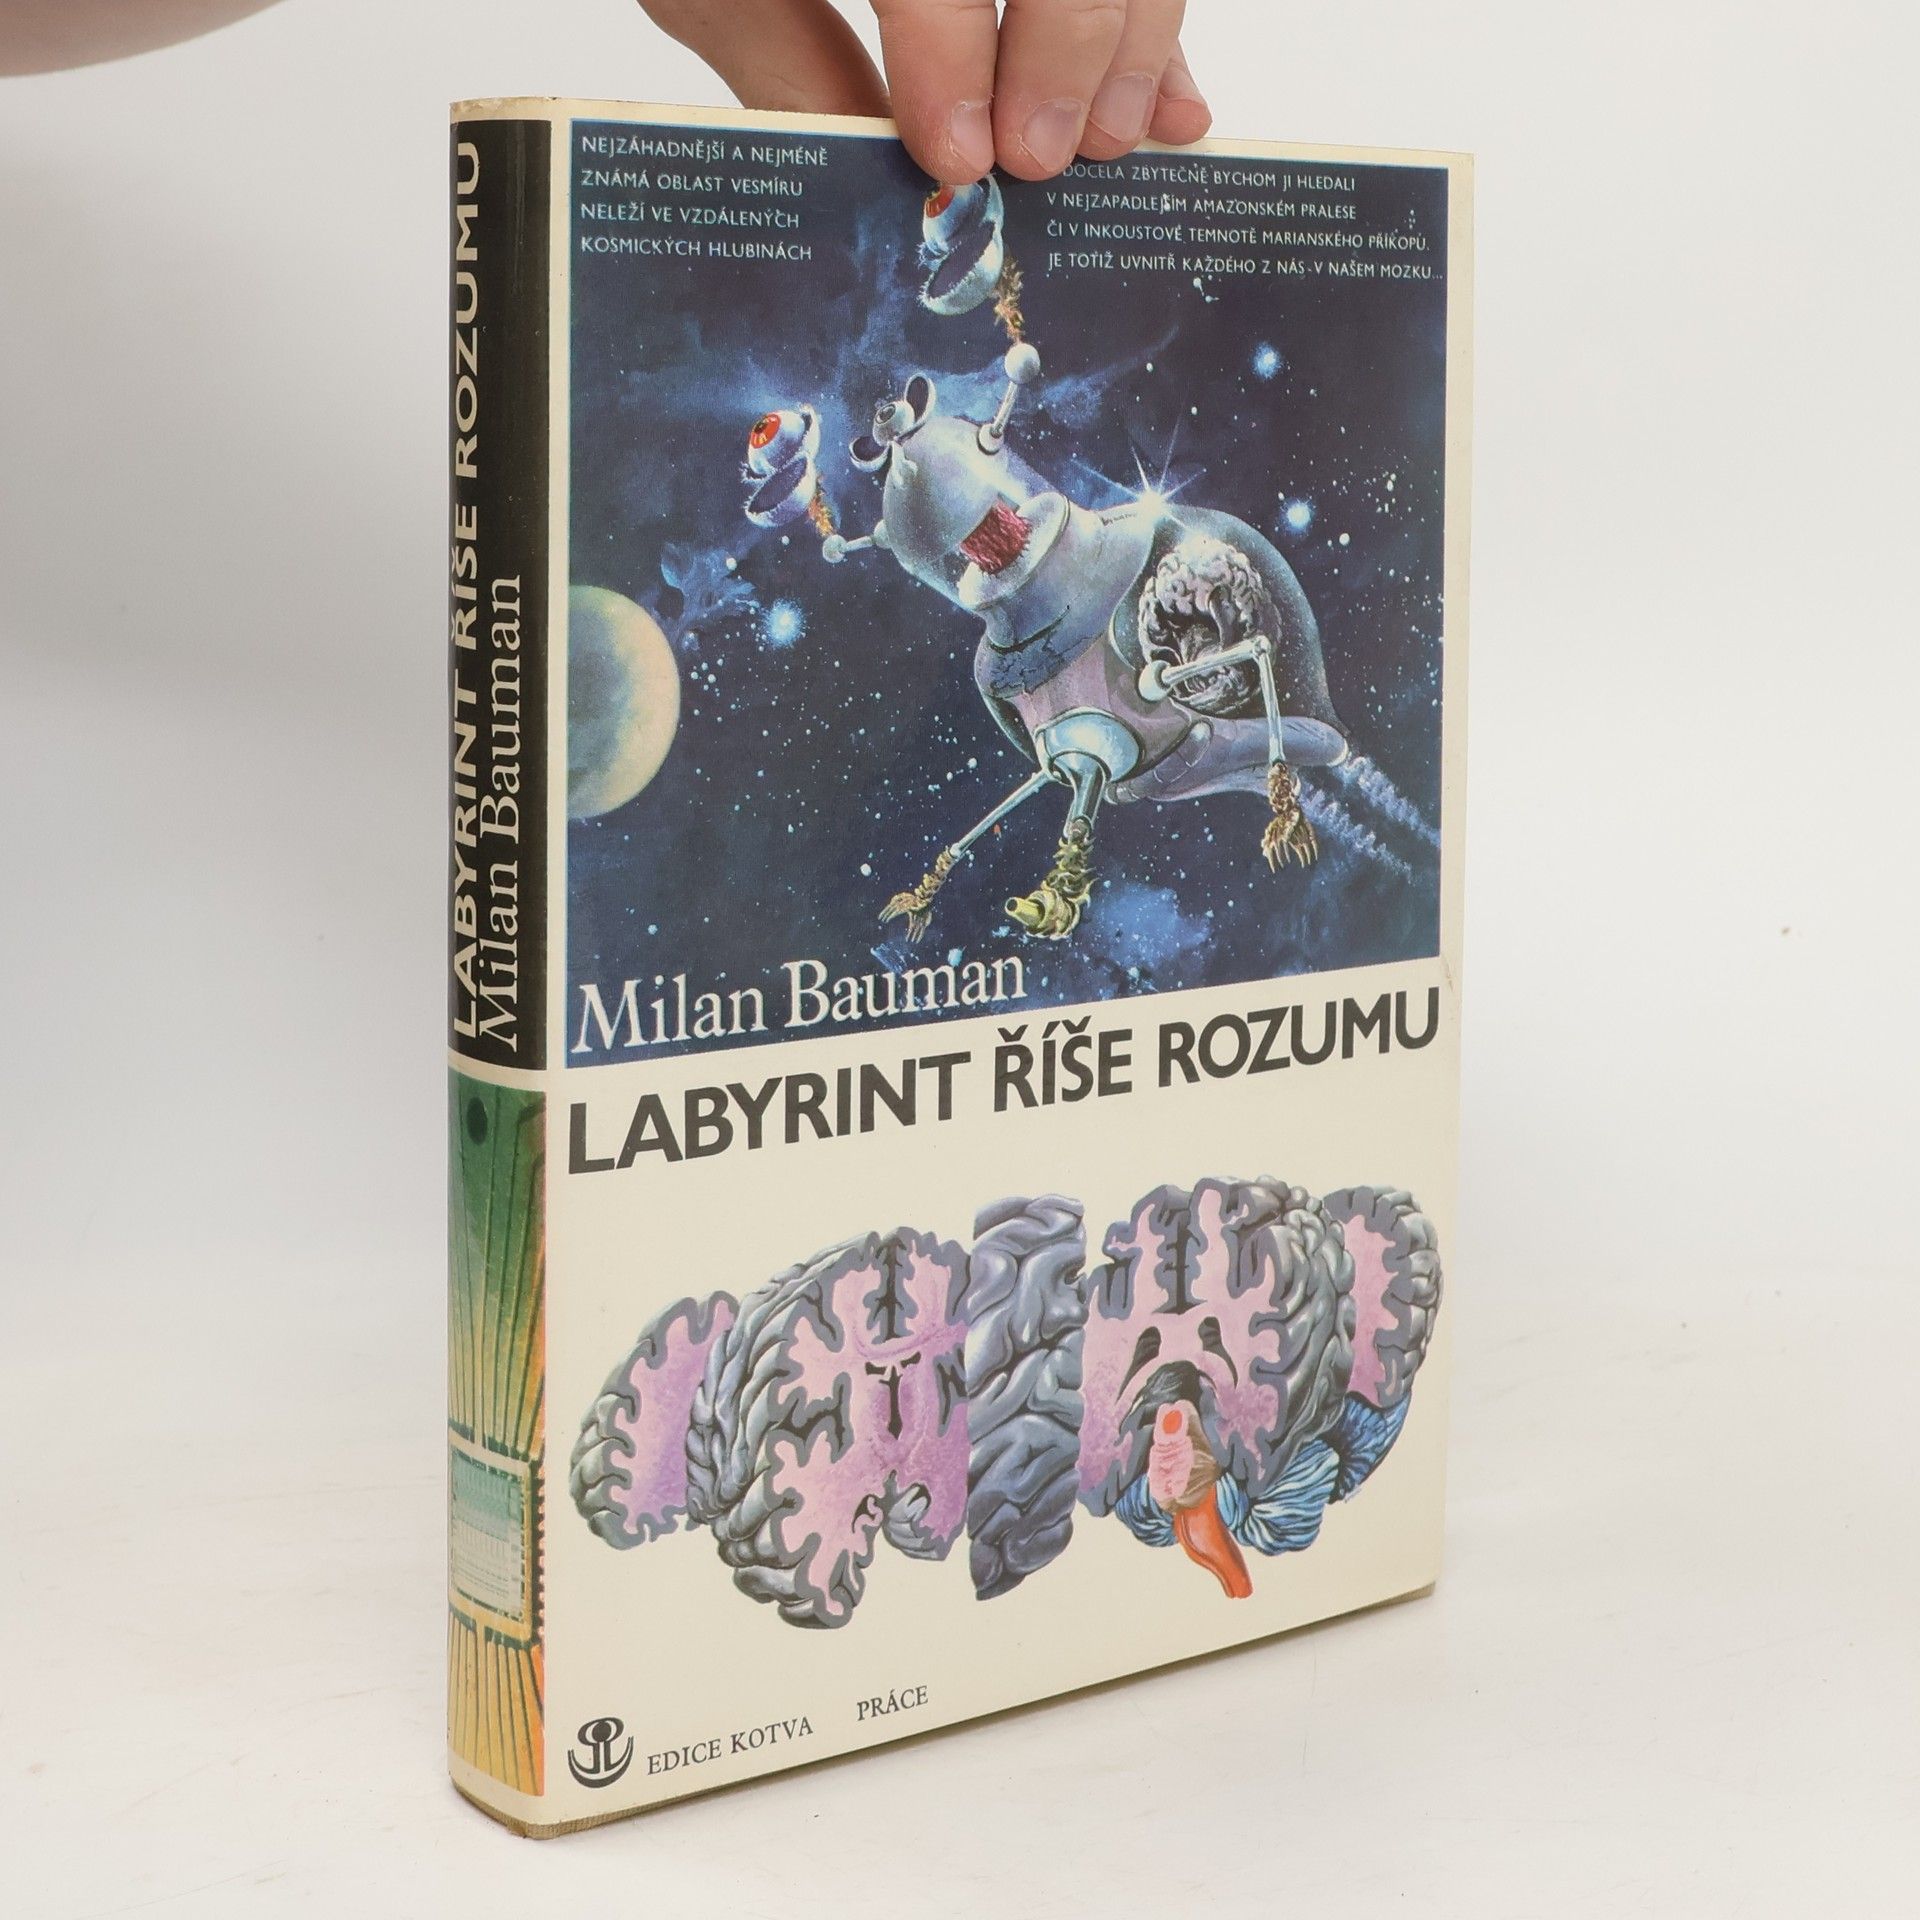 LABYRINT ŘÍŠE ROZUMU
Milan Bauman
NEJZÁHADNĚJŠÍ A NEJMÉNĚ
ZNÁMÁ OBLAST VESMÍRU
NELEŽÍ VE VZDÁLENÝCH
KOSMICKÝCH HLUBINÁCH
DOCELA ZBYTEČNĚ BYCHOM JI HLEDALI
V NEJZAPADLEJŠÍM AMAZONSKÉM PRALESE
ČI V INKOUSTOVÉ TEMNOTĚ MARIANSKÉHO PŘÍKOPU.
JE TOTIŽ UVNITŘ KAŽDÉHO Z NÁS - V NAŠEM MOZKU...
Milan Bauman
LABYRINT ŘÍŠE ROZUMU
EDICE KOTVA PRÁCE